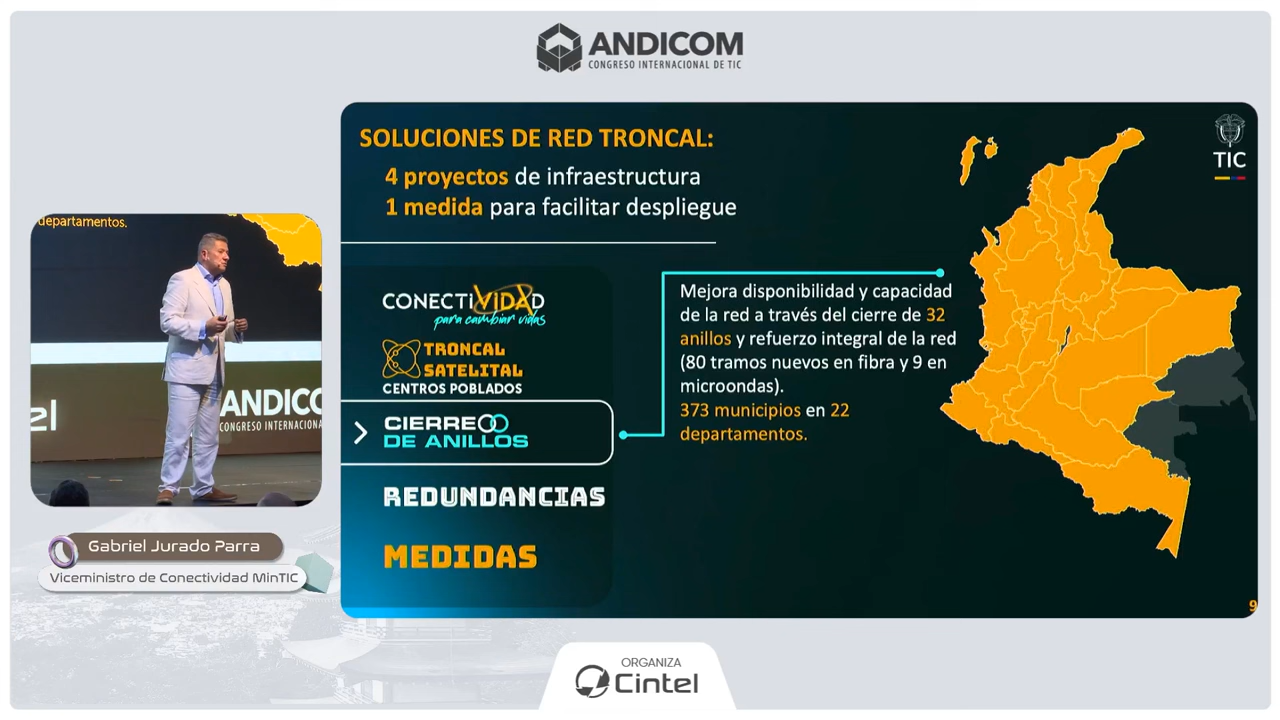 ANDICOM
CONGRESO INTERNACIONAL DE TIC
SOLUCIONES DE RED TRONCAL:
4 proyectos de infraestructura
1 medida para facilitar despliegue
TIC
CONECTIVIDAD
para cambiar vidas
TRONCAL
SATELITAL
CENTROS POBLADOS
CIERRE
DE ANILLOS
REDUNDANCIAS
MEDIDAS
Mejora disponibilidad y capacidad
de la red a través del cierre de 32
anillos y refuerzo integral de la red
(80 tramos nuevos en fibra y 9 en
microondas).
373 municipios en 22
departamentos.
9
departamentos.
ANDICO
CONGRESO INTERNACIONA
el
Gabriel Jurado Parra
Viceministro de Conectividad MinTIC
ORGANIZA
Cintel